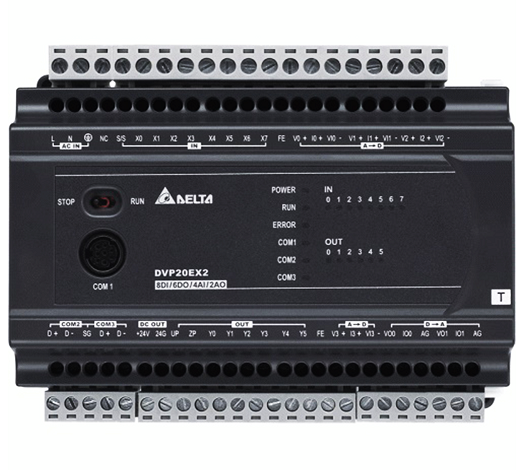 L N NC S/S X0 X1 X2 X3 X4 X5 X6 X7 FE V0+ I0+ VI0- V1+ I1+ VI1- V2+ I2+ VI2-
AC IN IN A→D
STOP RUN
DELTA
POWER IN
RUN 0 1 2 3 4 5 6 7
ERROR
COM1 OUT
COM2 0 1 2 3 4 5
COM3
COM 1
DVP20EX2
8DI/6DO/4AI/2AO
T
COM2 COM3 DC OUT OUT A→D D→A
D+ D- SG D+ D- +24V 24G UP ZP Y0 Y1 Y2 Y3 Y4 Y5 FE V3+ I3+ VI3- VO0 IO0 AG VO1 IO1 AG